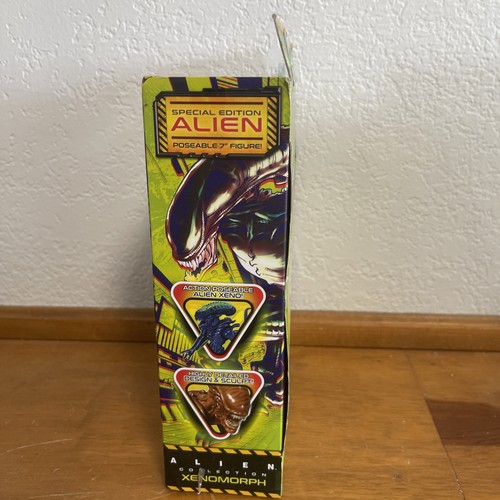 SPECIAL EDITION
ALIEN
POSEABLE 7" FIGURE!
ACTION POSEABLE
ALIEN XENO!
HIGHLY DETAILED
DESIGN & SCULPT!
ALIEN
COLLECTION
XENOMORPH